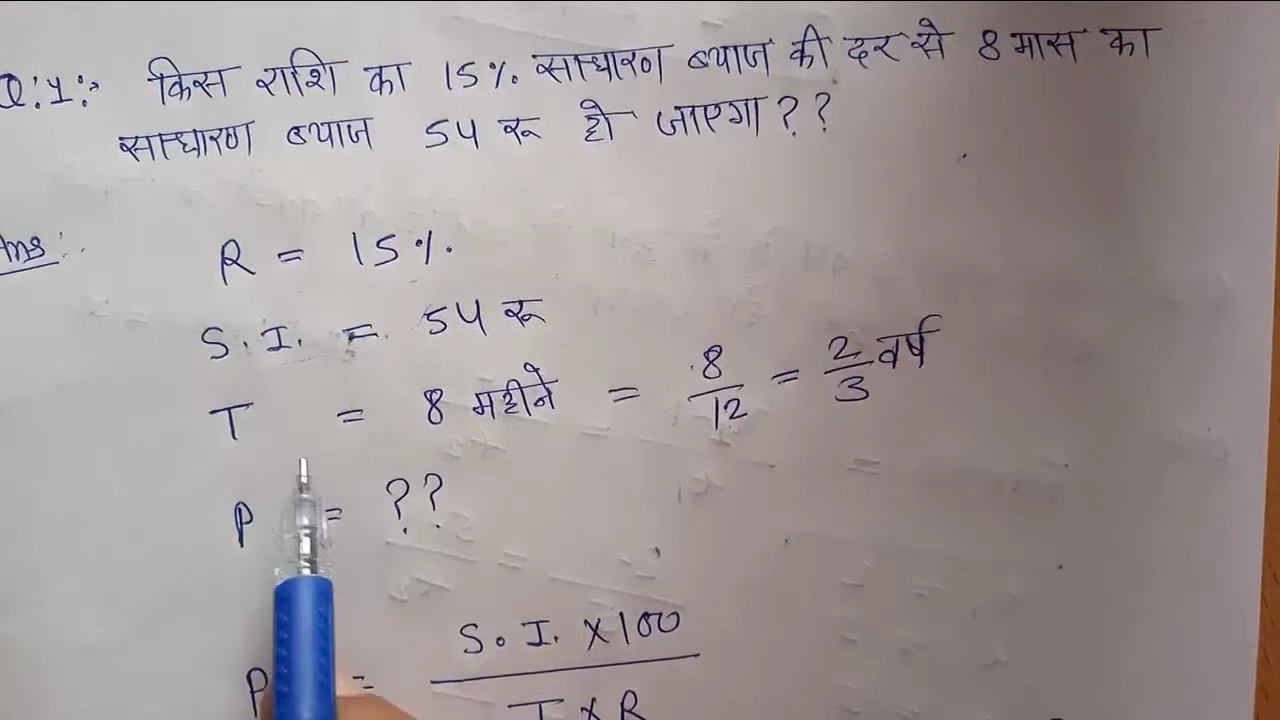 Q.1:→ किस राशि का 15% साधारण ब्याज की दर से 8 मास का
साधारण ब्याज 54 रू हो जाएगा??
Ans:
R = 15%
S.I. = 54 रू
T = 8 महीने = 8/12 = 2/3 वर्ष
P = ??
P = S.I. × 100
T × R